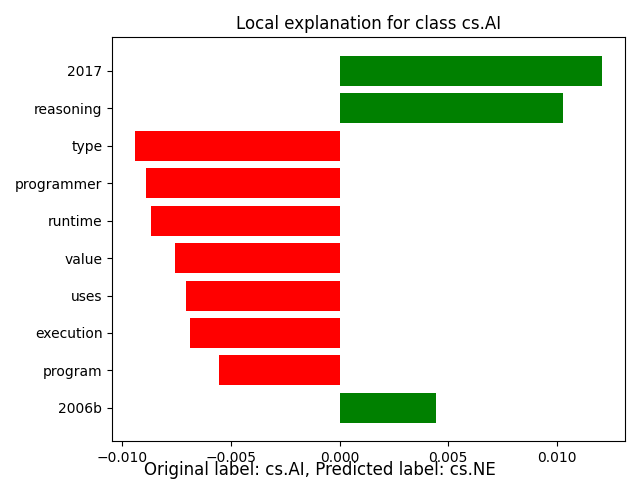 Local explanation for class cs.AI
2017
reasoning
type
programmer
runtime
value
uses
execution
program
2006b
−0.010 −0.005 0.000 0.005 0.010
Original label: cs.AI, Predicted label: cs.NE